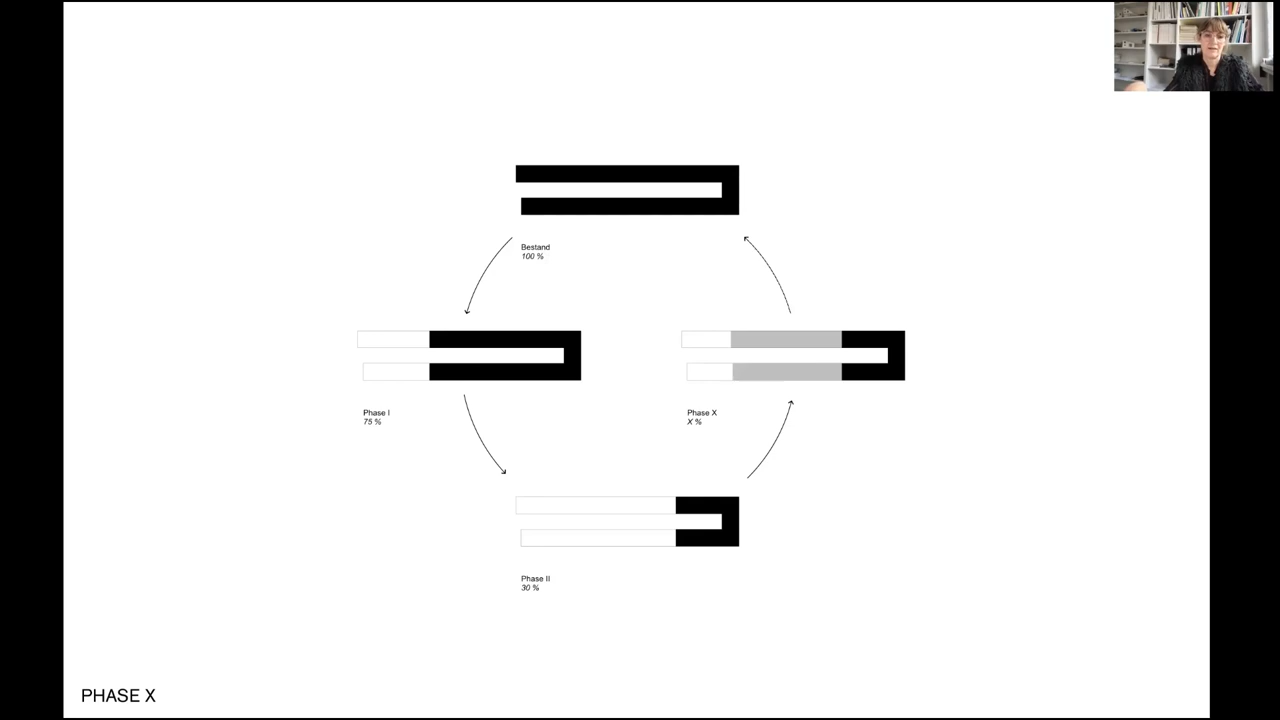 Bestand
100 %
Phase I
75 %
Phase X
X %
Phase II
30 %
PHASE X